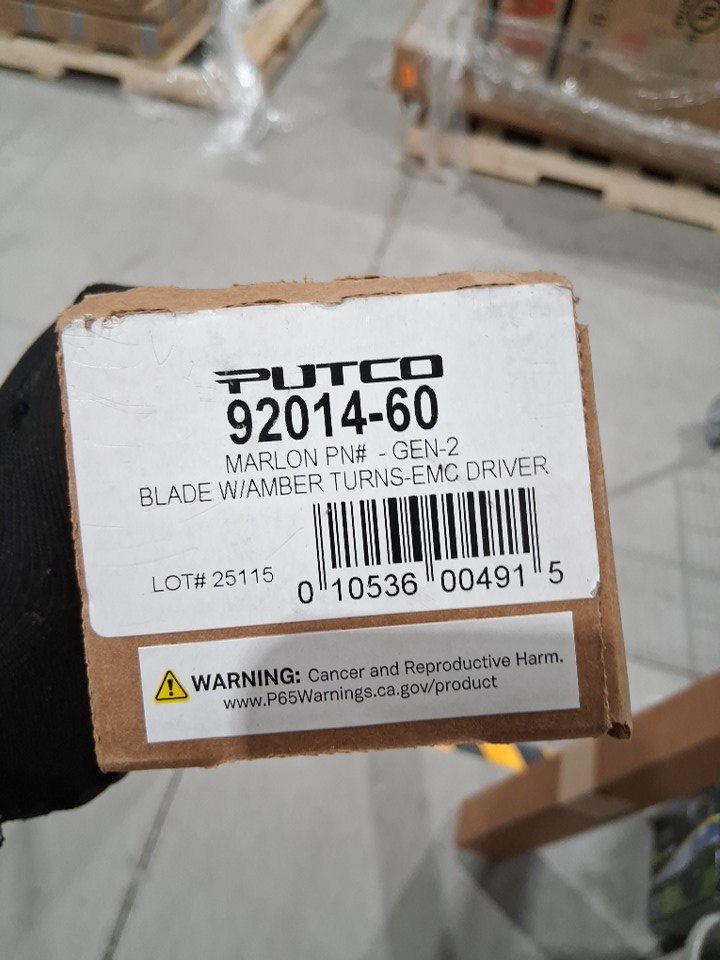 PUTCO
92014-60
MARLON PN# - GEN-2
BLADE W/AMBER TURNS-EMC DRIVER
LOT# 25115
0 10536 00491 5
WARNING: Cancer and Reproductive Harm.
www.P65Warnings.ca.gov/product